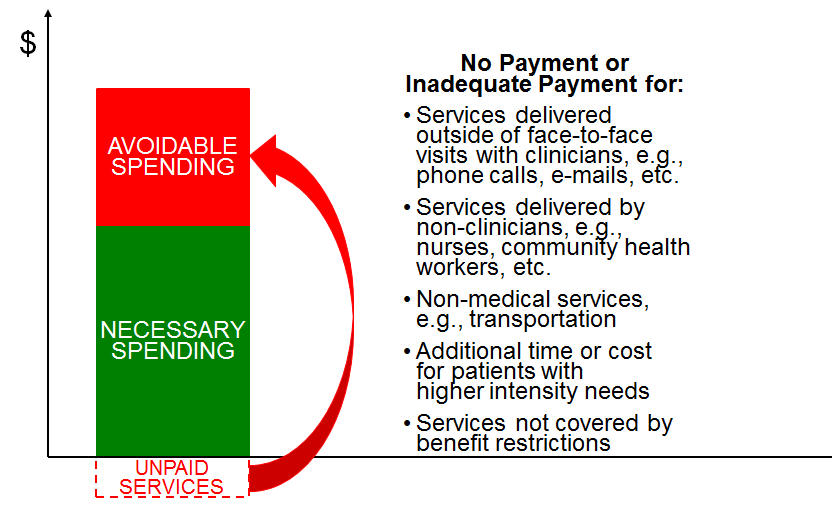 $
AVOIDABLE
SPENDING
NECESSARY
SPENDING
UNPAID
SERVICES
No Payment or
Inadequate Payment for:
• Services delivered
outside of face-to-face
visits with clinicians, e.g.,
phone calls, e-mails, etc.
• Services delivered by
non-clinicians, e.g.,
nurses, community health
workers, etc.
• Non-medical services,
e.g., transportation
• Additional time or cost
for patients with
higher intensity needs
• Services not covered by
benefit restrictions